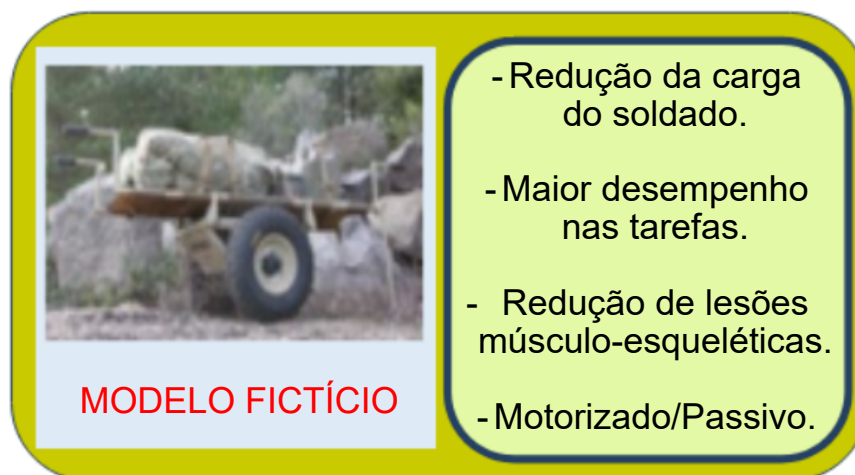 MODELO FICTÍCIO
- Redução da carga
do soldado.
- Maior desempenho
nas tarefas.
- Redução de lesões
músculo-esqueléticas.
- Motorizado/Passivo.